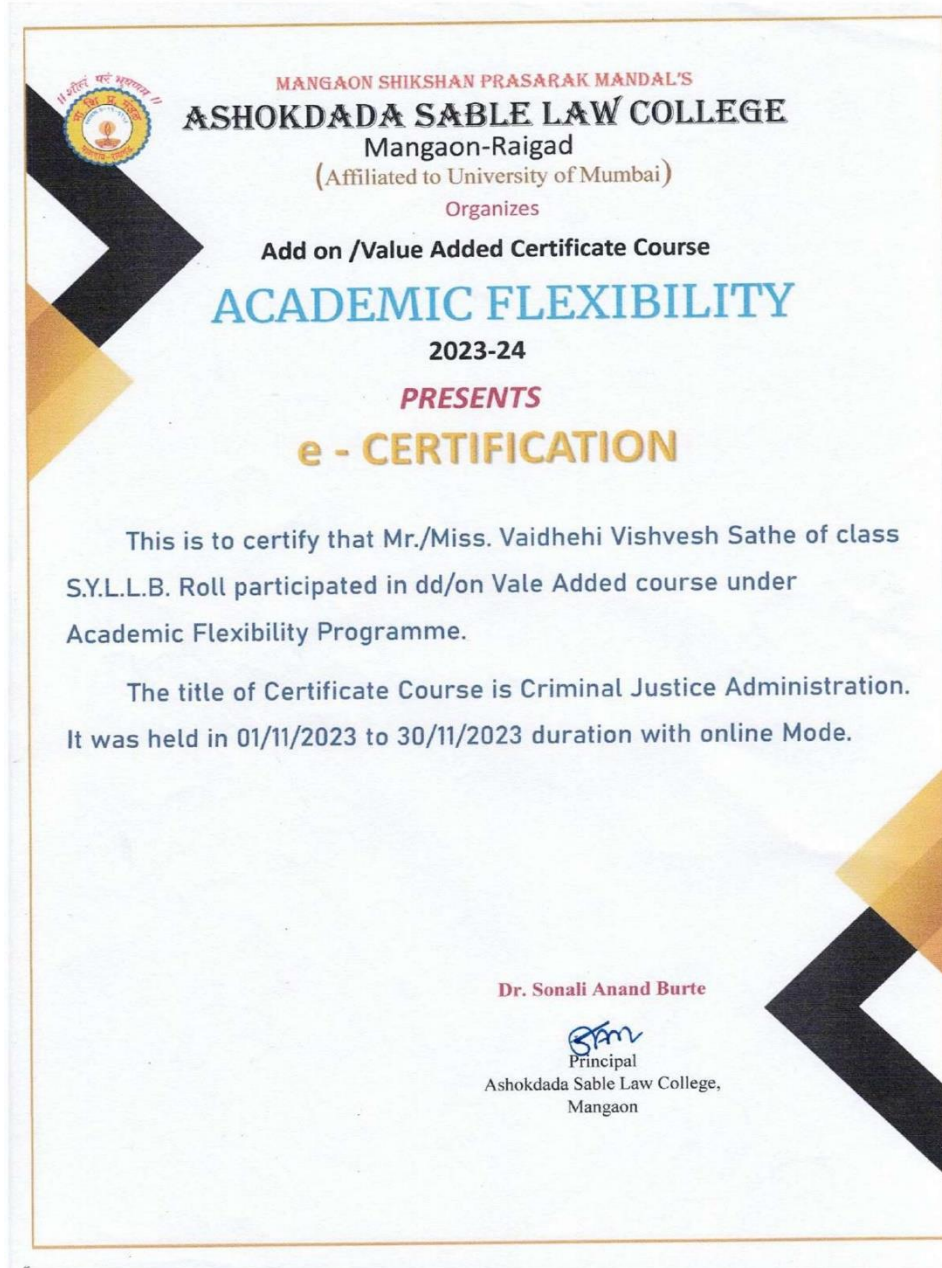 ॥ शीलं परं भूषणम् ॥
MANGAON SHIKSHAN PRASARAK MANDAL'S
ASHOKDADA SABLE LAW COLLEGE
Mangaon-Raigad
(Affiliated to University of Mumbai)
Organizes
Add on /Value Added Certificate Course
ACADEMIC FLEXIBILITY
2023-24
PRESENTS
e - CERTIFICATION
This is to certify that Mr./Miss. Vaidhehi Vishvesh Sathe of class
S.Y.L.L.B. Roll participated in dd/on Vale Added course under
Academic Flexibility Programme.
The title of Certificate Course is Criminal Justice Administration.
It was held in 01/11/2023 to 30/11/2023 duration with online Mode.
Dr. Sonali Anand Burte
Principal
Ashokdada Sable Law College,
Mangaon